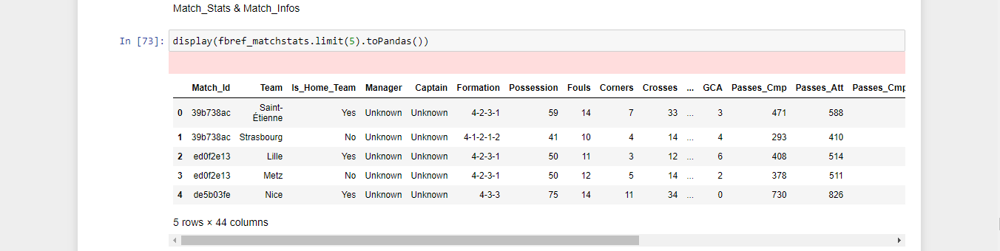 Match_Stats & Match_Infos
In [73]: display(fbref_matchstats.limit(5).toPandas())
Match_Id Team Is_Home_Team Manager Captain Formation Possession Fouls Corners Crosses ... GCA Passes_Cmp Passes_Att Passes_Cmp
0 39b738ac Saint-Étienne Yes Unknown Unknown 4-2-3-1 59 14 7 33 ... 3 471 588
1 39b738ac Strasbourg No Unknown Unknown 4-1-2-1-2 41 10 4 14 ... 4 293 410
2 ed0f2e13 Lille Yes Unknown Unknown 4-2-3-1 50 11 3 12 ... 6 408 514
3 ed0f2e13 Metz No Unknown Unknown 4-2-3-1 50 12 5 14 ... 2 378 511
4 de5b03fe Nice Yes Unknown Unknown 4-3-3 75 14 11 34 ... 0 730 826
5 rows × 44 columns